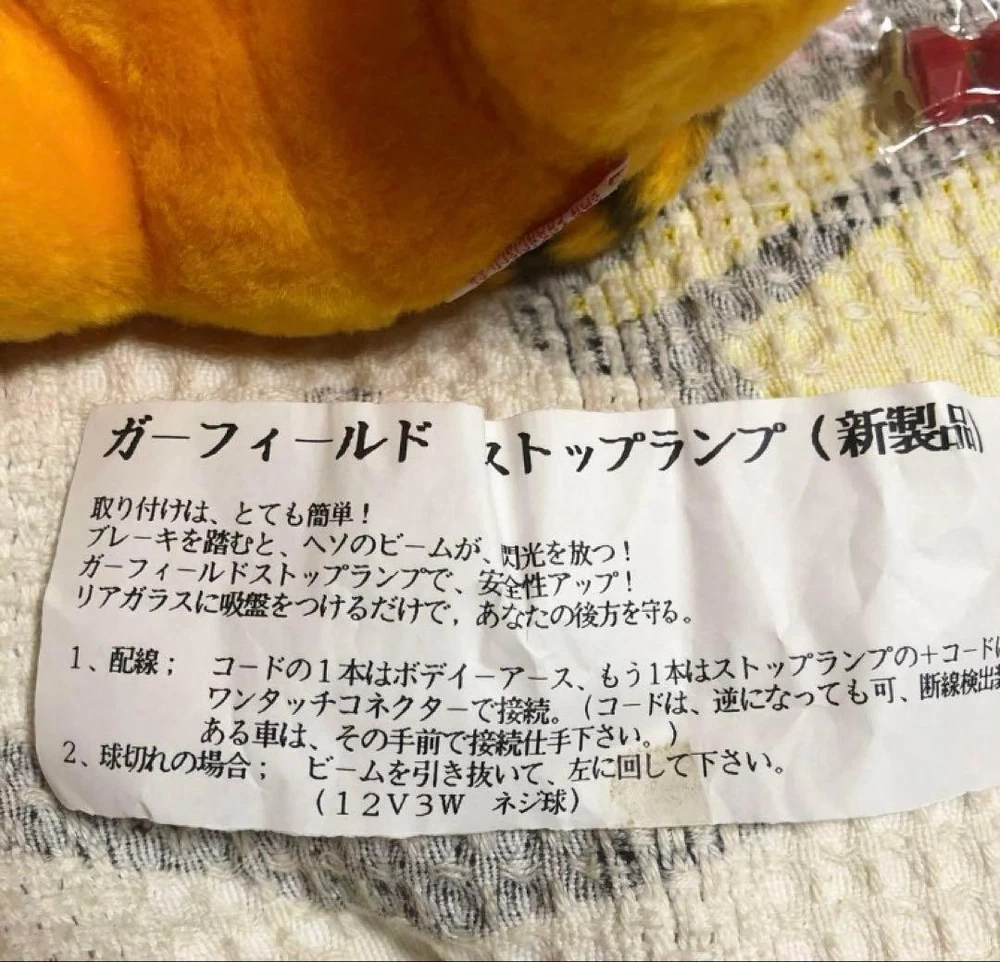 ガーフィールド ストップランプ（新製品）
取り付けは、とても簡単！
ブレーキを踏むと、ヘソのビームが、閃光を放つ！
ガーフィールドストップランプで、安全性アップ！
リアガラスに吸盤をつけるだけで，あなたの後方を守る。
1、配線； コードの１本はボディーアース、もう１本はストップランプの＋コードに
ワンタッチコネクターで接続。（コードは、逆になっても可、断線検出装
ある車は、その手前で接続仕手下さい。）
2、球切れの場合； ビームを引き抜いて、左に回して下さい。
（１２Ｖ３Ｗ ネジ球）